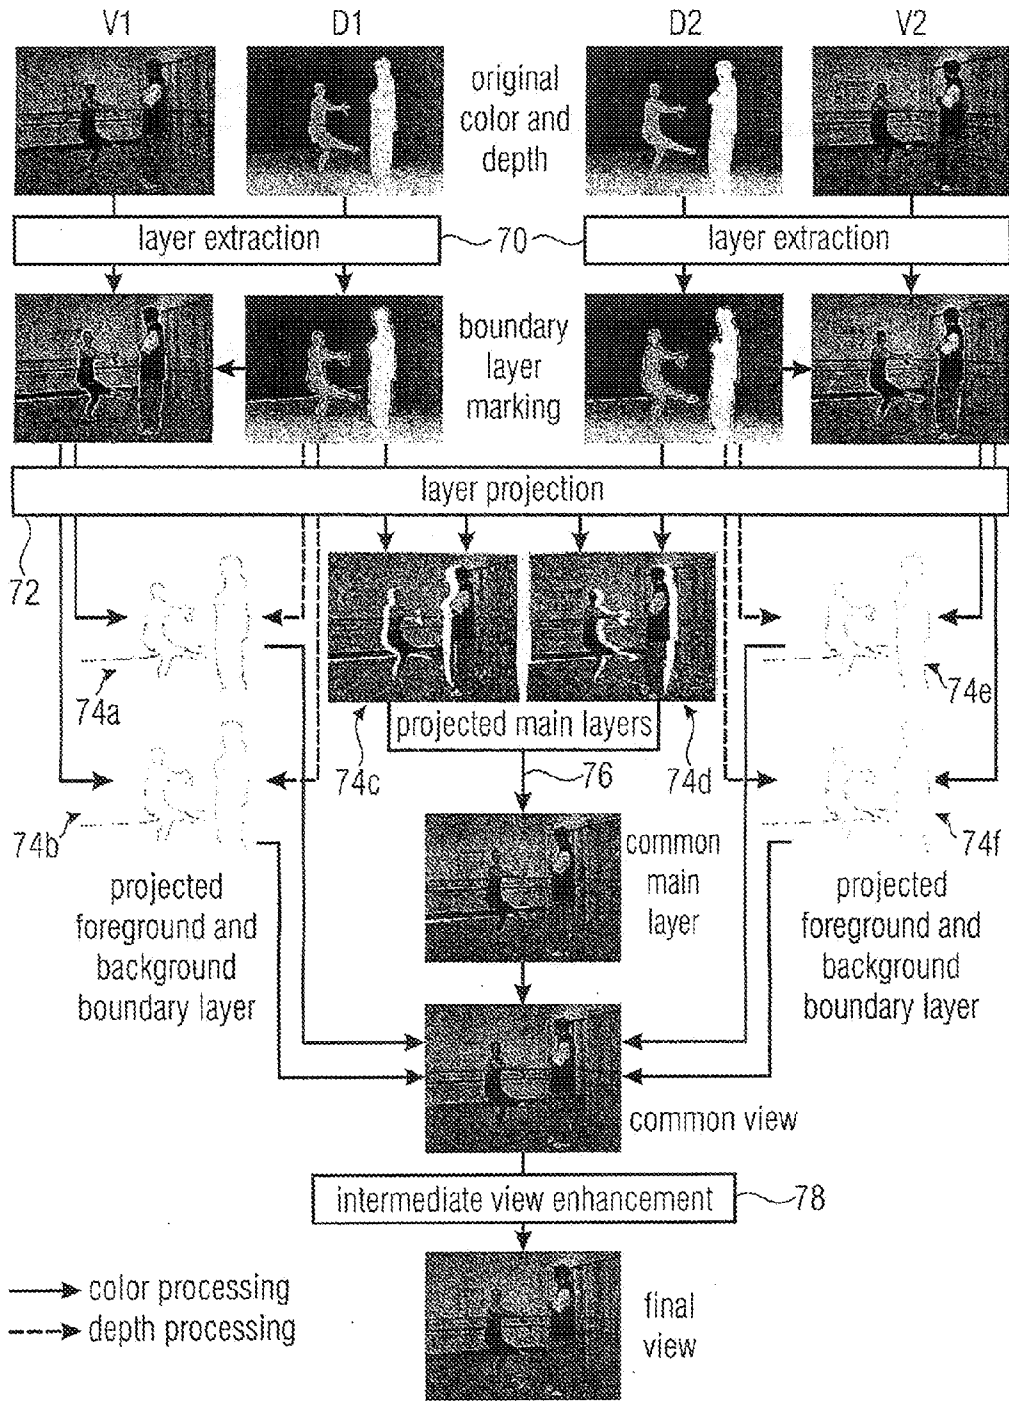 V1
D1
D2
V2
original
color and
depth
layer extraction
70
layer extraction
boundary
layer
marking
layer projection
72
74a
74e
projected main layers
74c
76
74d
74b
74f
common
main
layer
projected
foreground and
background
boundary layer
projected
foreground and
background
boundary layer
common view
intermediate view enhancement
78
color processing
depth processing
final
view